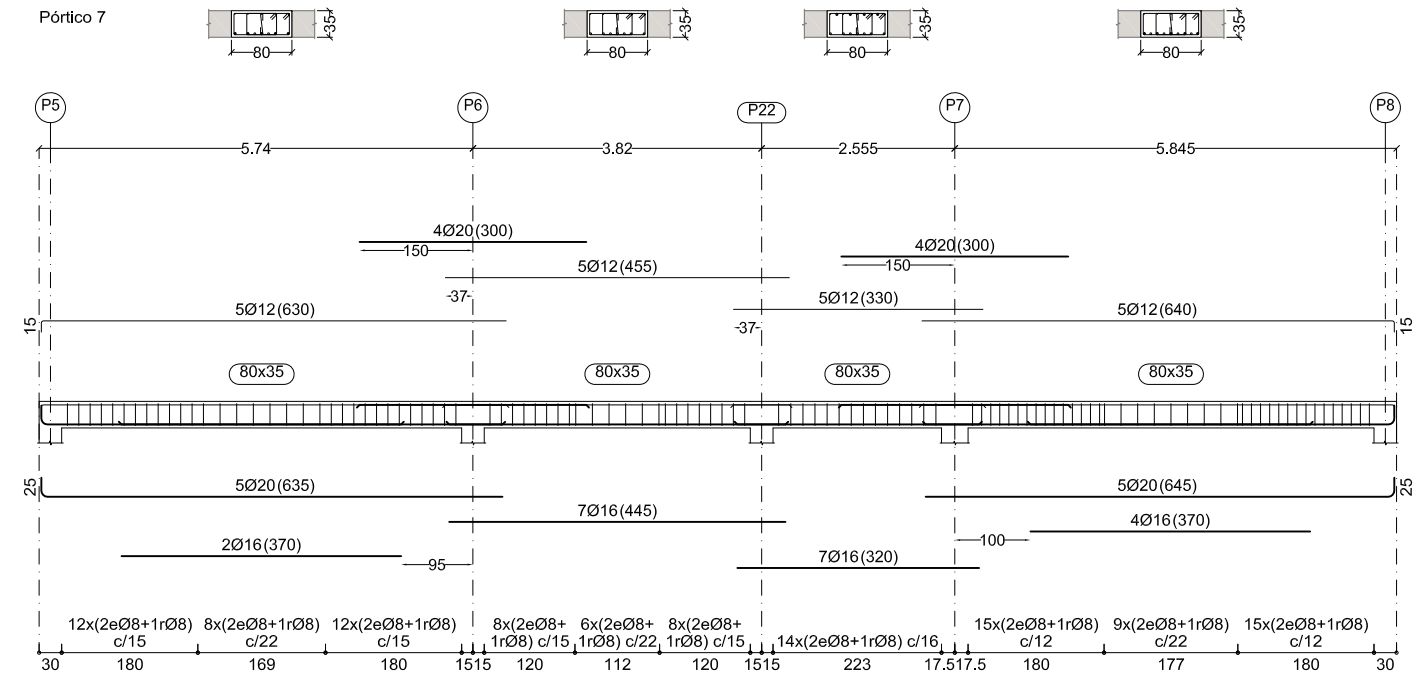 Pórtico 7
80
35
80
35
80
35
80
35
P5
P6
P22
P7
P8
5.74
3.82
2.555
5.845
4Ø20(300)
150
4Ø20(300)
150
5Ø12(455)
37
5Ø12(330)
37
5Ø12(630)
15
5Ø12(640)
15
80x35
80x35
80x35
80x35
25
5Ø20(635)
5Ø20(645)
25
7Ø16(445)
4Ø16(370)
100
2Ø16(370)
95
7Ø16(320)
12x(2eØ8+1rØ8)
c/15
8x(2eØ8+1rØ8)
c/22
12x(2eØ8+1rØ8)
c/15
8x(2eØ8+
1rØ8) c/15
6x(2eØ8+
1rØ8) c/22
8x(2eØ8+
1rØ8) c/15
14x(2eØ8+1rØ8) c/16
15x(2eØ8+1rØ8)
c/12
9x(2eØ8+1rØ8)
c/22
15x(2eØ8+1rØ8)
c/12
30 180 169 180 15 15 120 112 120 15 15 223 17.5 17.5 180 177 180 30